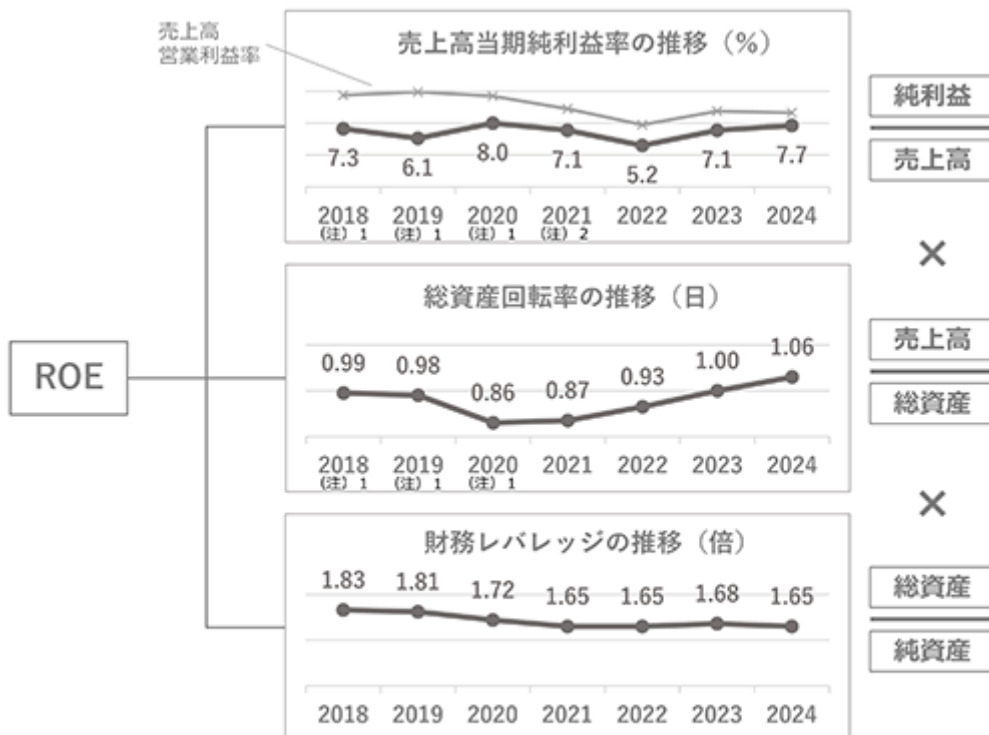 売上高
営業利益率
売上高当期純利益率の推移（%）
7.3 6.1 8.0 7.1 5.2 7.1 7.7
2018 2019 2020 2021 2022 2023 2024
（注）1 （注）1 （注）1 （注）2
純利益
売上高
×
総資産回転率の推移（日）
0.99 0.98 0.86 0.87 0.93 1.00 1.06
2018 2019 2020 2021 2022 2023 2024
（注）1 （注）1 （注）1
売上高
総資産
ROE
×
財務レバレッジの推移（倍）
1.83 1.81 1.72 1.65 1.65 1.68 1.65
2018 2019 2020 2021 2022 2023 2024
総資産
純資産